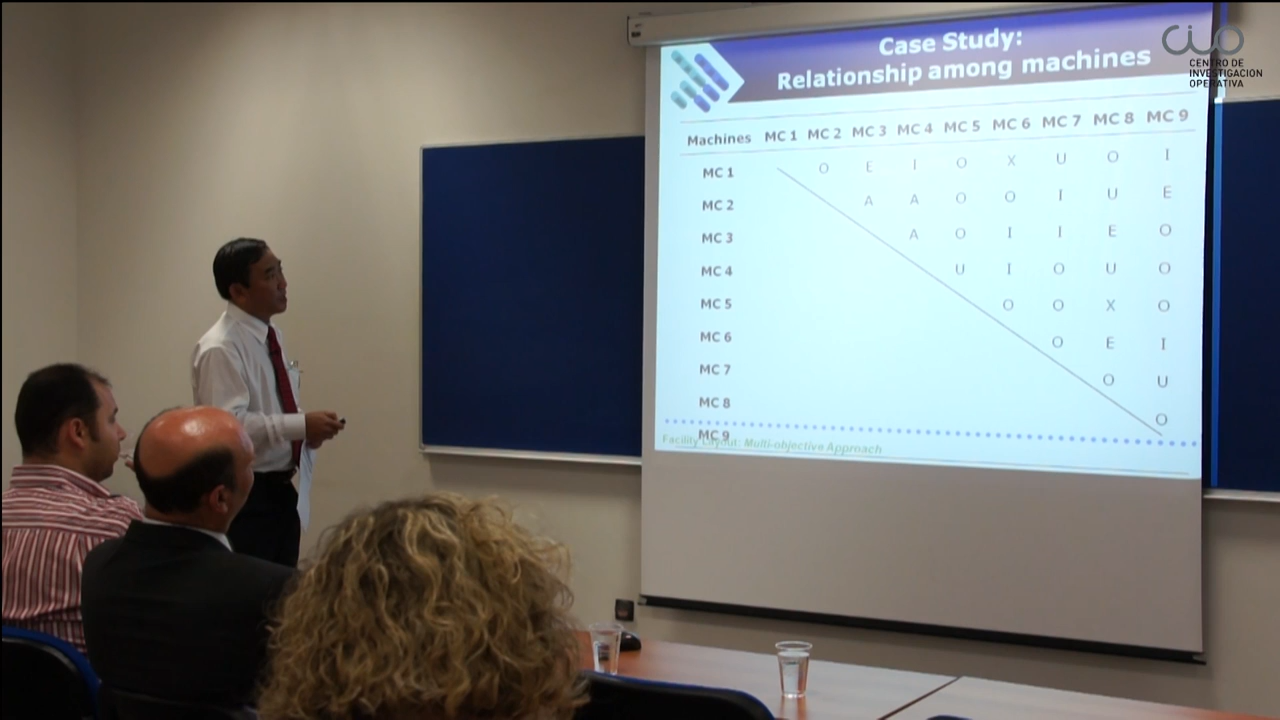 Case Study:
Relationship among machines
CIO
CENTRO DE
INVESTIGACION
OPERATIVA
Machines MC 1 MC 2 MC 3 MC 4 MC 5 MC 6 MC 7 MC 8 MC 9
MC 1 O E I O X U O I
MC 2 A A O O I U E
MC 3 A O I I E O
MC 4 U I O U O
MC 5 O O X O
MC 6 O E I
MC 7 O U
MC 8 O
MC 9
Facility Layout: Multi-objective Approach